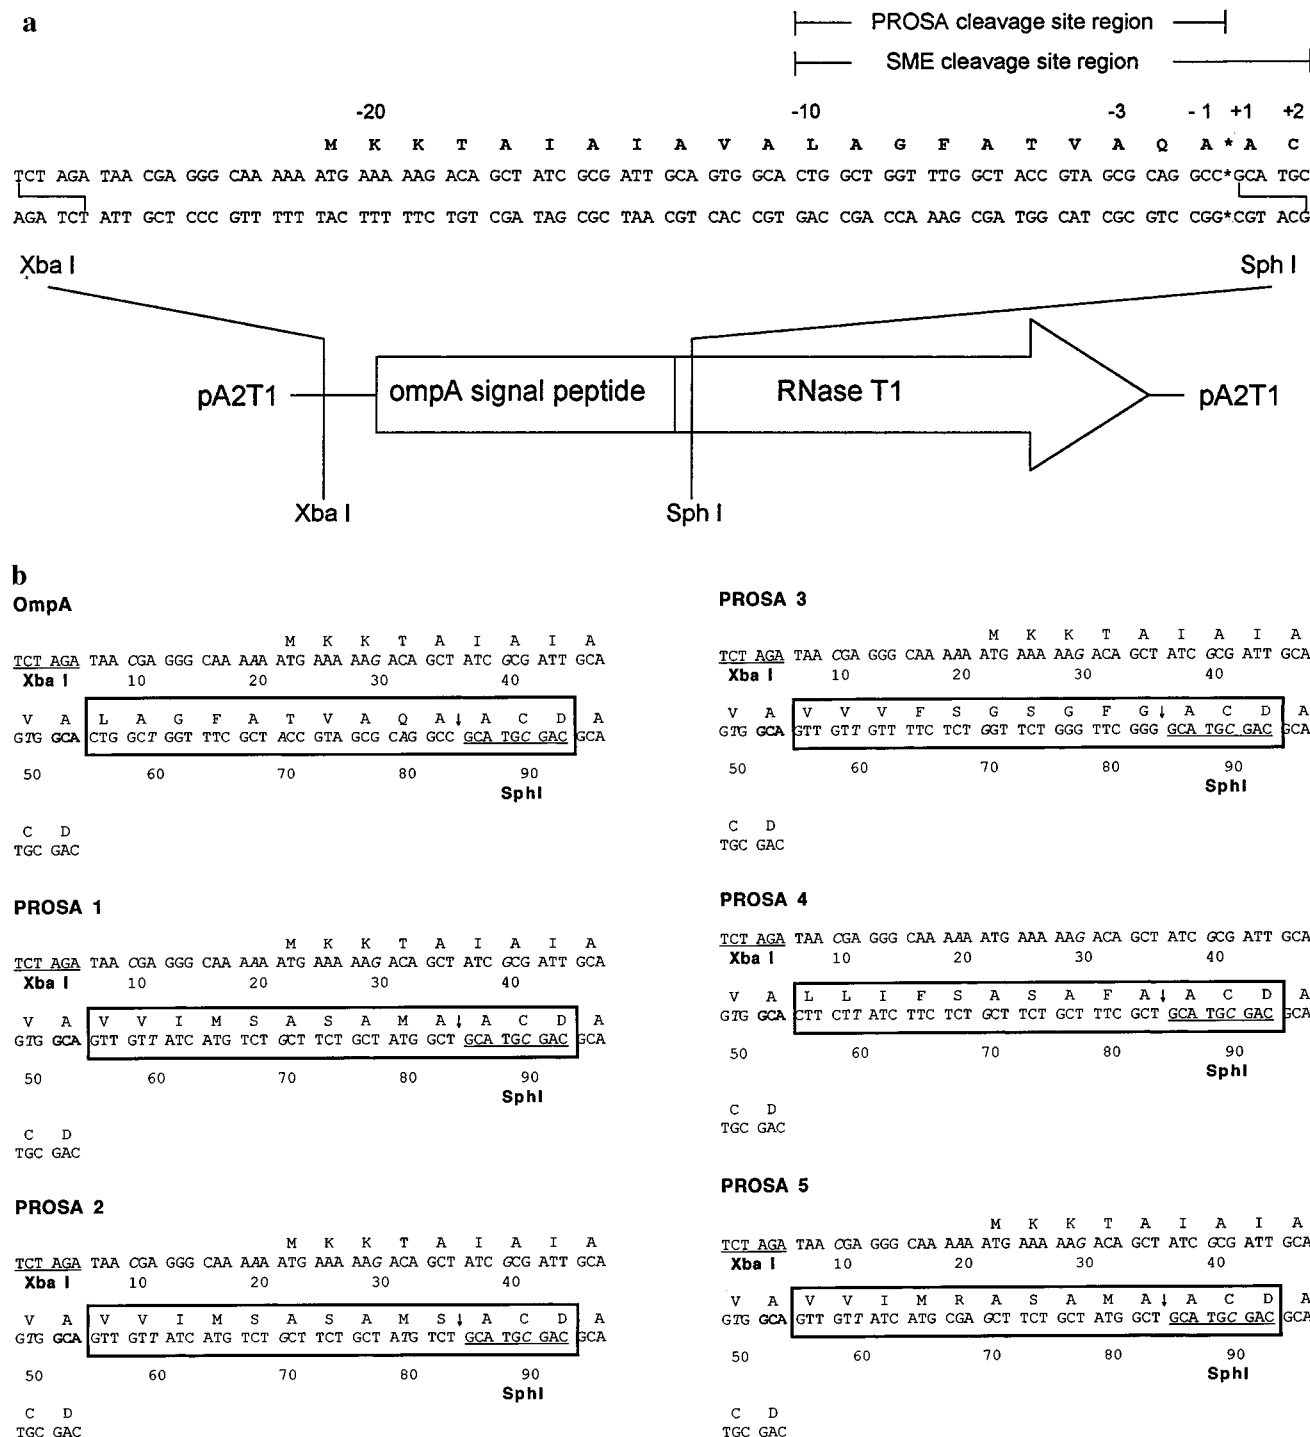 a
PROSA cleavage site region
SME cleavage site region
-20 -10 -3 - 1 +1 +2
M K K T A I A I A V A L A G F A T V A Q A * A C
TCT AGA TAA CGA GGG CAA AAA ATG AAA AAG ACA GCT ATC GCG ATT GCA GTG GCA CTG GCT GGT TTG GCT ACC GTA GCG CAG GCC*GCA TGC
AGA TCT ATT GCT CCC GTT TTT TAC TTT TTC TGT CGA TAG CGC TAA CGT CAC CGT GAC CGA CCA AAG CGA TGG CAT CGC GTC CGG*CGT ACG
Xba I Sph I
pA2T1 ompA signal peptide RNase T1 pA2T1
Xba I Sph I
b
OmpA
M K K T A I A I A
TCT AGA TAA CGA GGG CAA AAA ATG AAA AAG ACA GCT ATC GCG ATT GCA
Xba I 10 20 30 40
V A L A G F A T V A Q A↓ A C D A
GTG GCA CTG GCT GGT TTC GCT ACC GTA GCG CAG GCC GCA TGC GAC GCA
50 60 70 80 90
SphI
C D
TGC GAC
PROSA 1
M K K T A I A I A
TCT AGA TAA CGA GGG CAA AAA ATG AAA AAG ACA GCT ATC GCG ATT GCA
Xba I 10 20 30 40
V A V V I M S A S A M A↓ A C D A
GTG GCA GTT GTT ATC ATG TCT GCT TCT GCT ATG GCT GCA TGC GAC GCA
50 60 70 80 90
SphI
C D
TGC GAC
PROSA 2
M K K T A I A I A
TCT AGA TAA CGA GGG CAA AAA ATG AAA AAG ACA GCT ATC GCG ATT GCA
Xba I 10 20 30 40
V A V V I M S A S A M S↓ A C D A
GTG GCA GTT GTT ATC ATG TCT GCT TCT GCT ATG TCT GCA TGC GAC GCA
50 60 70 80 90
SphI
C D
TGC GAC
PROSA 3
M K K T A I A I A
TCT AGA TAA CGA GGG CAA AAA ATG AAA AAG ACA GCT ATC GCG ATT GCA
Xba I 10 20 30 40
V A V V V F S G S G F G↓ A C D A
GTG GCA GTT GTT GTT TTC TCT GGT TCT GGG TTC GGG GCA TGC GAC GCA
50 60 70 80 90
SphI
C D
TGC GAC
PROSA 4
TCT AGA TAA CGA GGG CAA AAA ATG AAA AAG ACA GCT ATC GCG ATT GCA
Xba I 10 20 30 40
V A L L I F S A S A F A↓ A C D A
GTG GCA CTT CTT ATC TTC TCT GCT TCT GCT TTC GCT GCA TGC GAC GCA
50 60 70 80 90
SphI
C D
TGC GAC
PROSA 5
M K K T A I A I A
TCT AGA TAA CGA GGG CAA AAA ATG AAA AAG ACA GCT ATC GCG ATT GCA
Xba I 10 20 30 40
V A V V I M R A S A M A↓ A C D A
GTG GCA GTT GTT ATC ATG CGA GCT TCT GCT ATG GCT GCA TGC GAC GCA
50 60 70 80 90
SphI
C D
TGC GAC